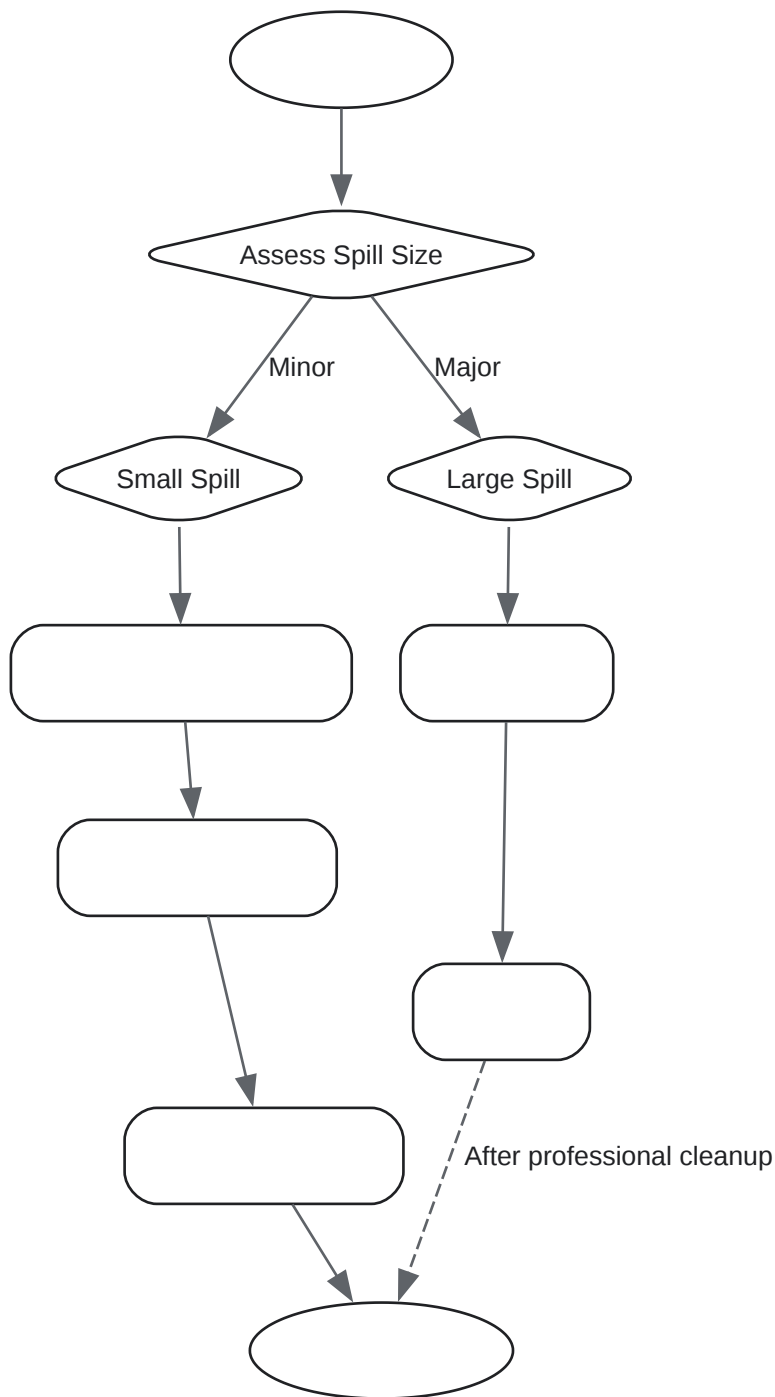 Assess Spill Size
Minor
Major
Small Spill
Large Spill
After professional cleanup